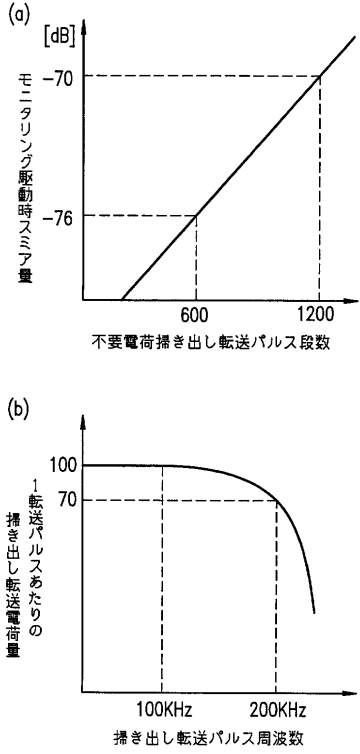 (a)
[dB]
-70
-76
モニタリング駆動時スミア量
600
1200
不要電荷掃き出し転送パルス段数
(b)
100
70
1転送パルスあたりの
掃き出し転送電荷量
100KHz
200KHz
掃き出し転送パルス周波数